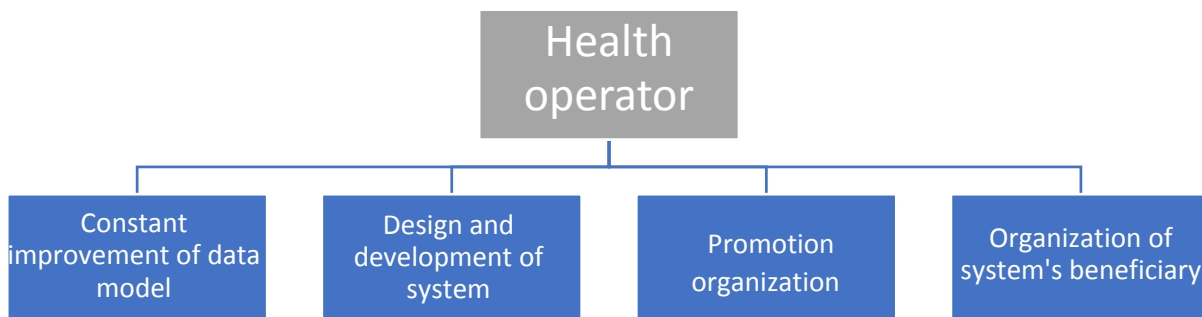 Health
operator
Constant
improvement of data
model
Design and
development of
system
Promotion
organization
Organization of
system's beneficiary